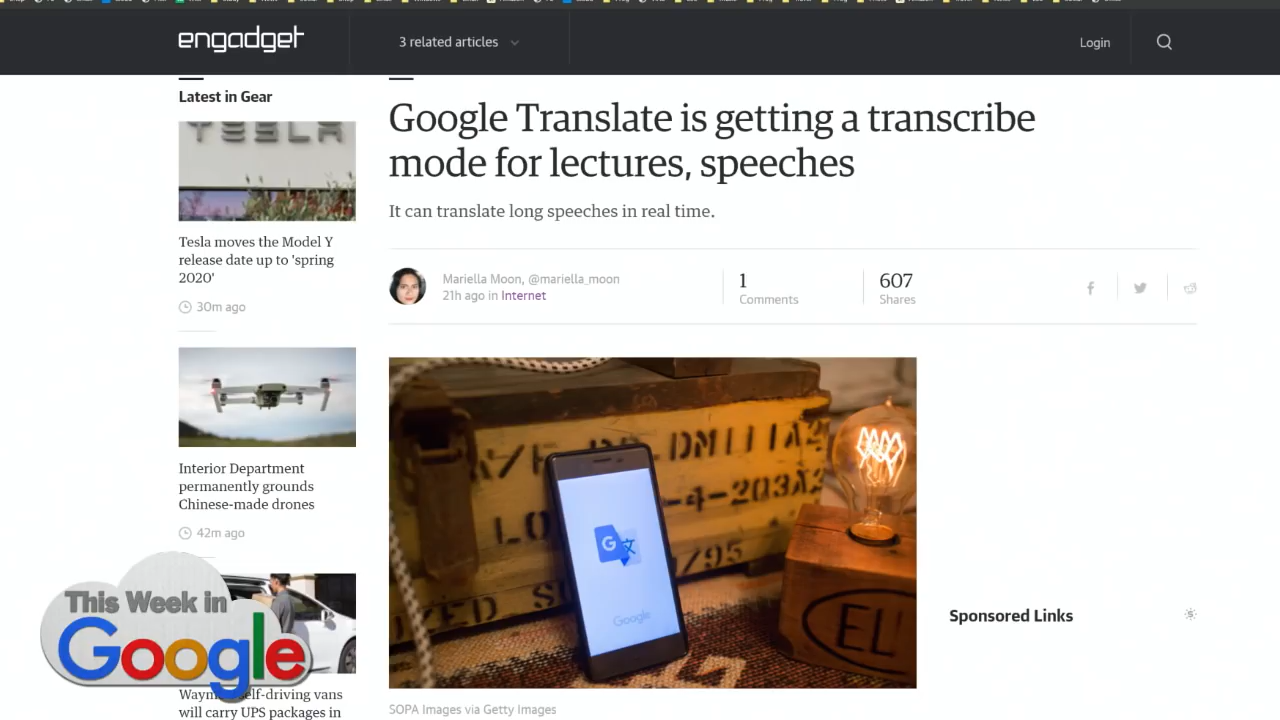 engadget
3 related articles
Login
Latest in Gear
TESLA
Tesla moves the Model Y
release date up to 'spring
2020'
30m ago
Interior Department
permanently grounds
Chinese-made drones
42m ago
self-driving vans
will carry UPS packages in
Google Translate is getting a transcribe
mode for lectures, speeches
It can translate long speeches in real time.
Mariella Moon, @mariella_moon
21h ago in Internet
1
Comments
607
Shares
G
文
Google
EL
SOPA Images via Getty Images
Sponsored Links
This Week in
Google